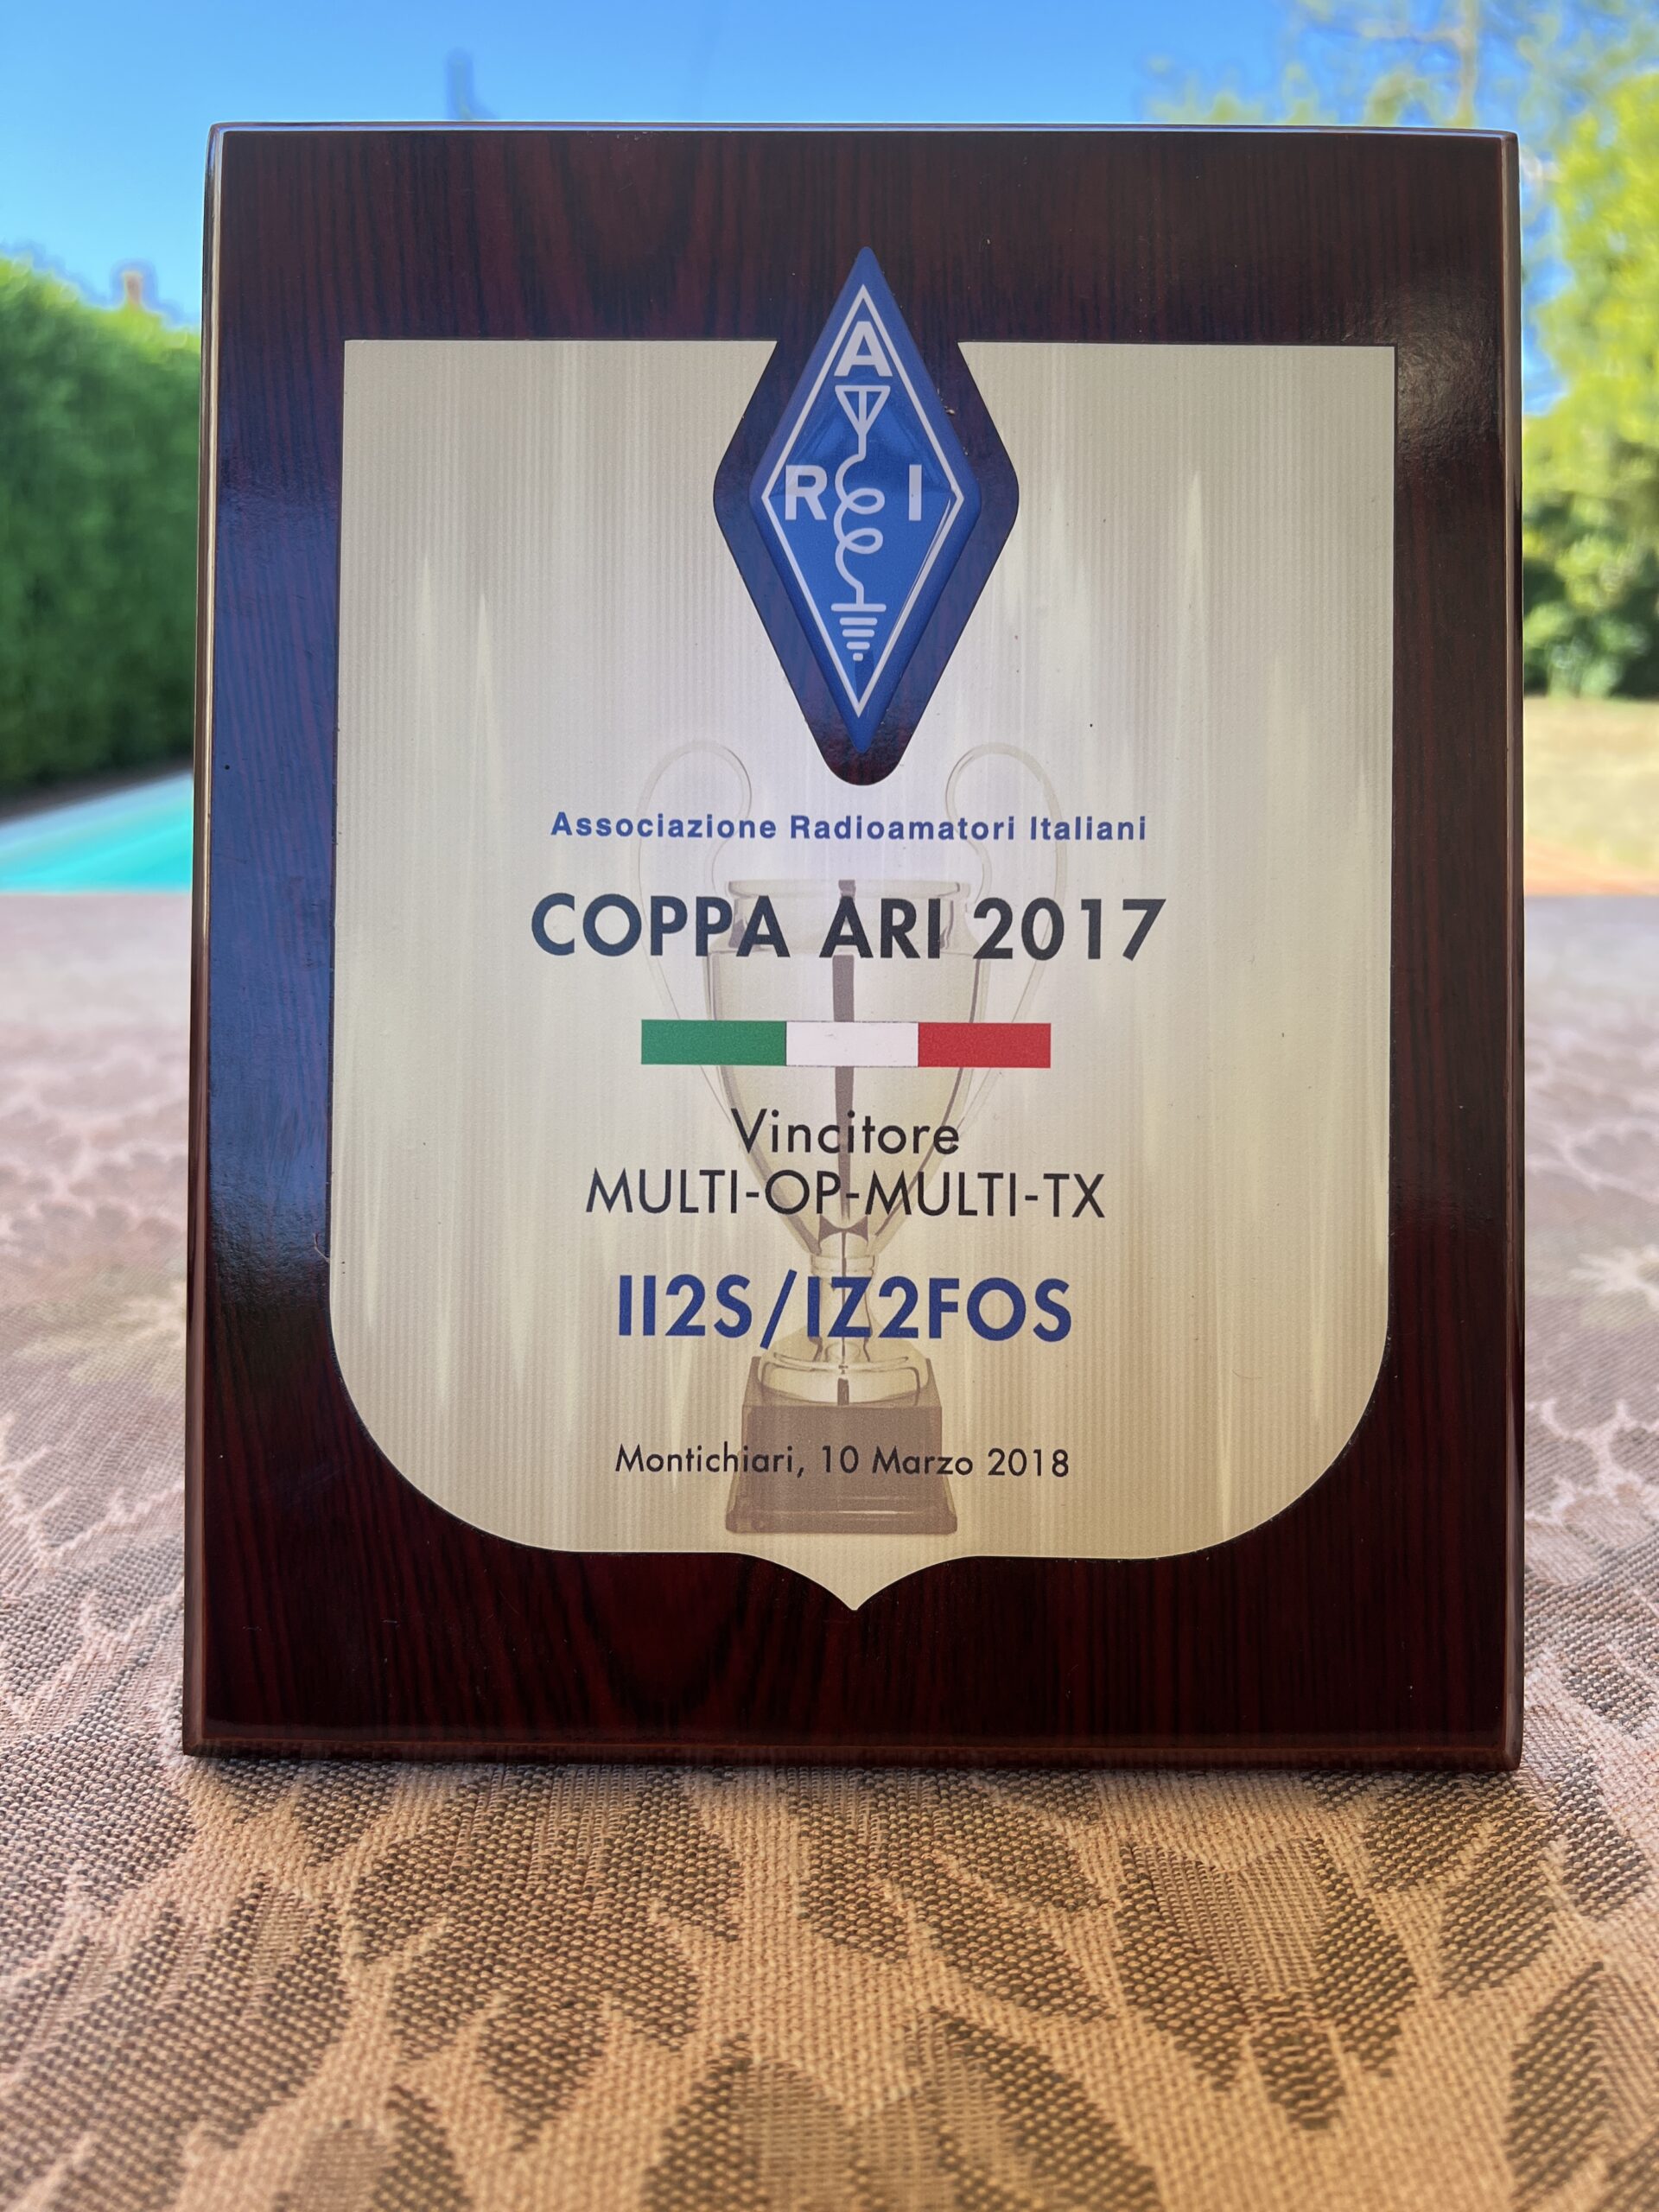 A
R I
Associazione Radioamatori Italiani
COPPA ARI 2017
Vincitore
MULTI-OP-MULTI-TX
II2S/IZ2FOS
Montichiari, 10 Marzo 2018